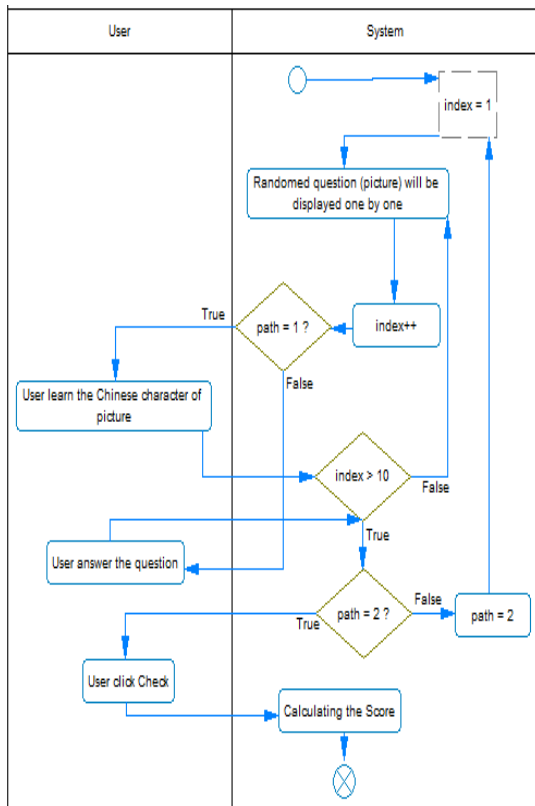 User
System
index = 1
Randomed question (picture) will be
displayed one by one
index++
path = 1 ?
True
False
User learn the Chinese character of
picture
index > 10
False
True
User answer the question
path = 2 ?
False
True
path = 2
User click Check
Calculating the Score